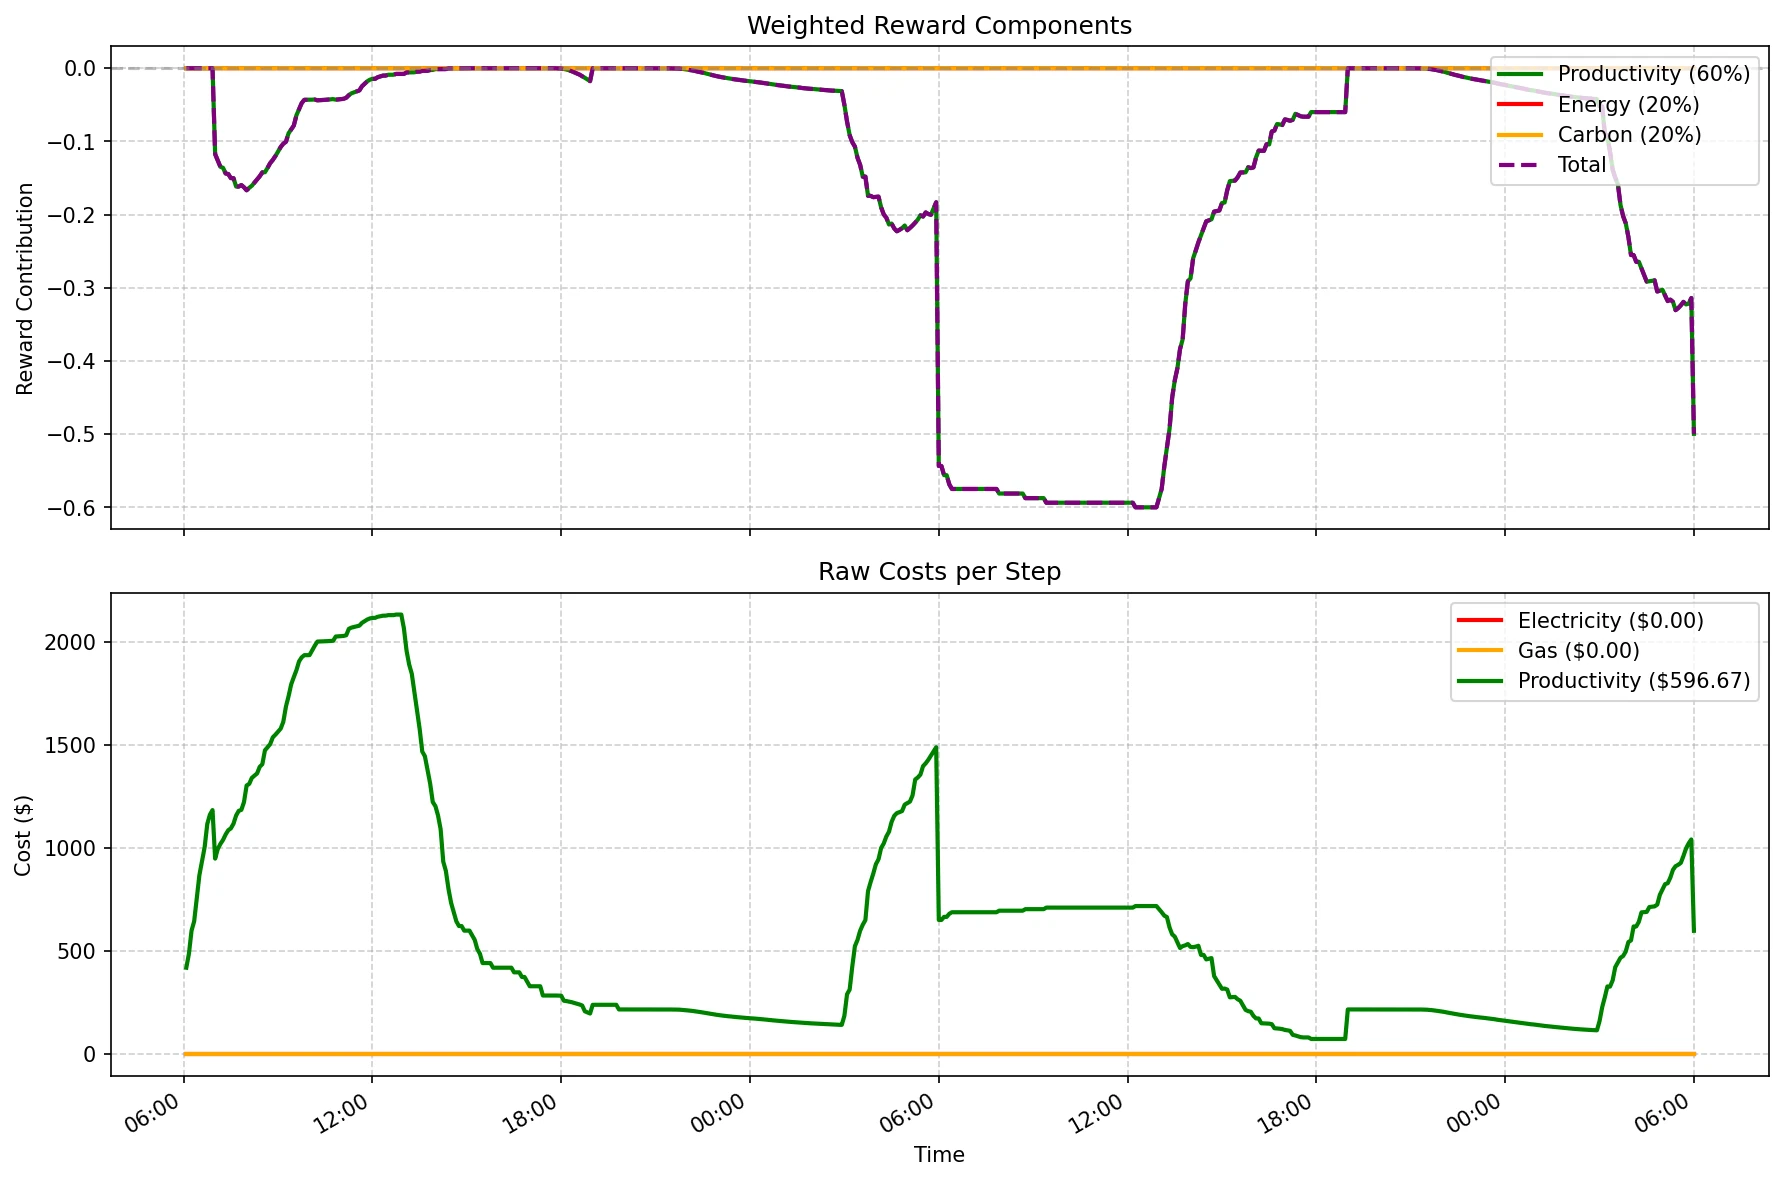 Weighted Reward Components
Reward Contribution
0.0
−0.1
−0.2
−0.3
−0.4
−0.5
−0.6
Productivity (60%)
Energy (20%)
Carbon (20%)
Total
Raw Costs per Step
Cost ($)
2000
1500
1000
500
0
Electricity ($0.00)
Gas ($0.00)
Productivity ($596.67)
06:00
12:00
18:00
00:00
06:00
12:00
18:00
00:00
06:00
Time